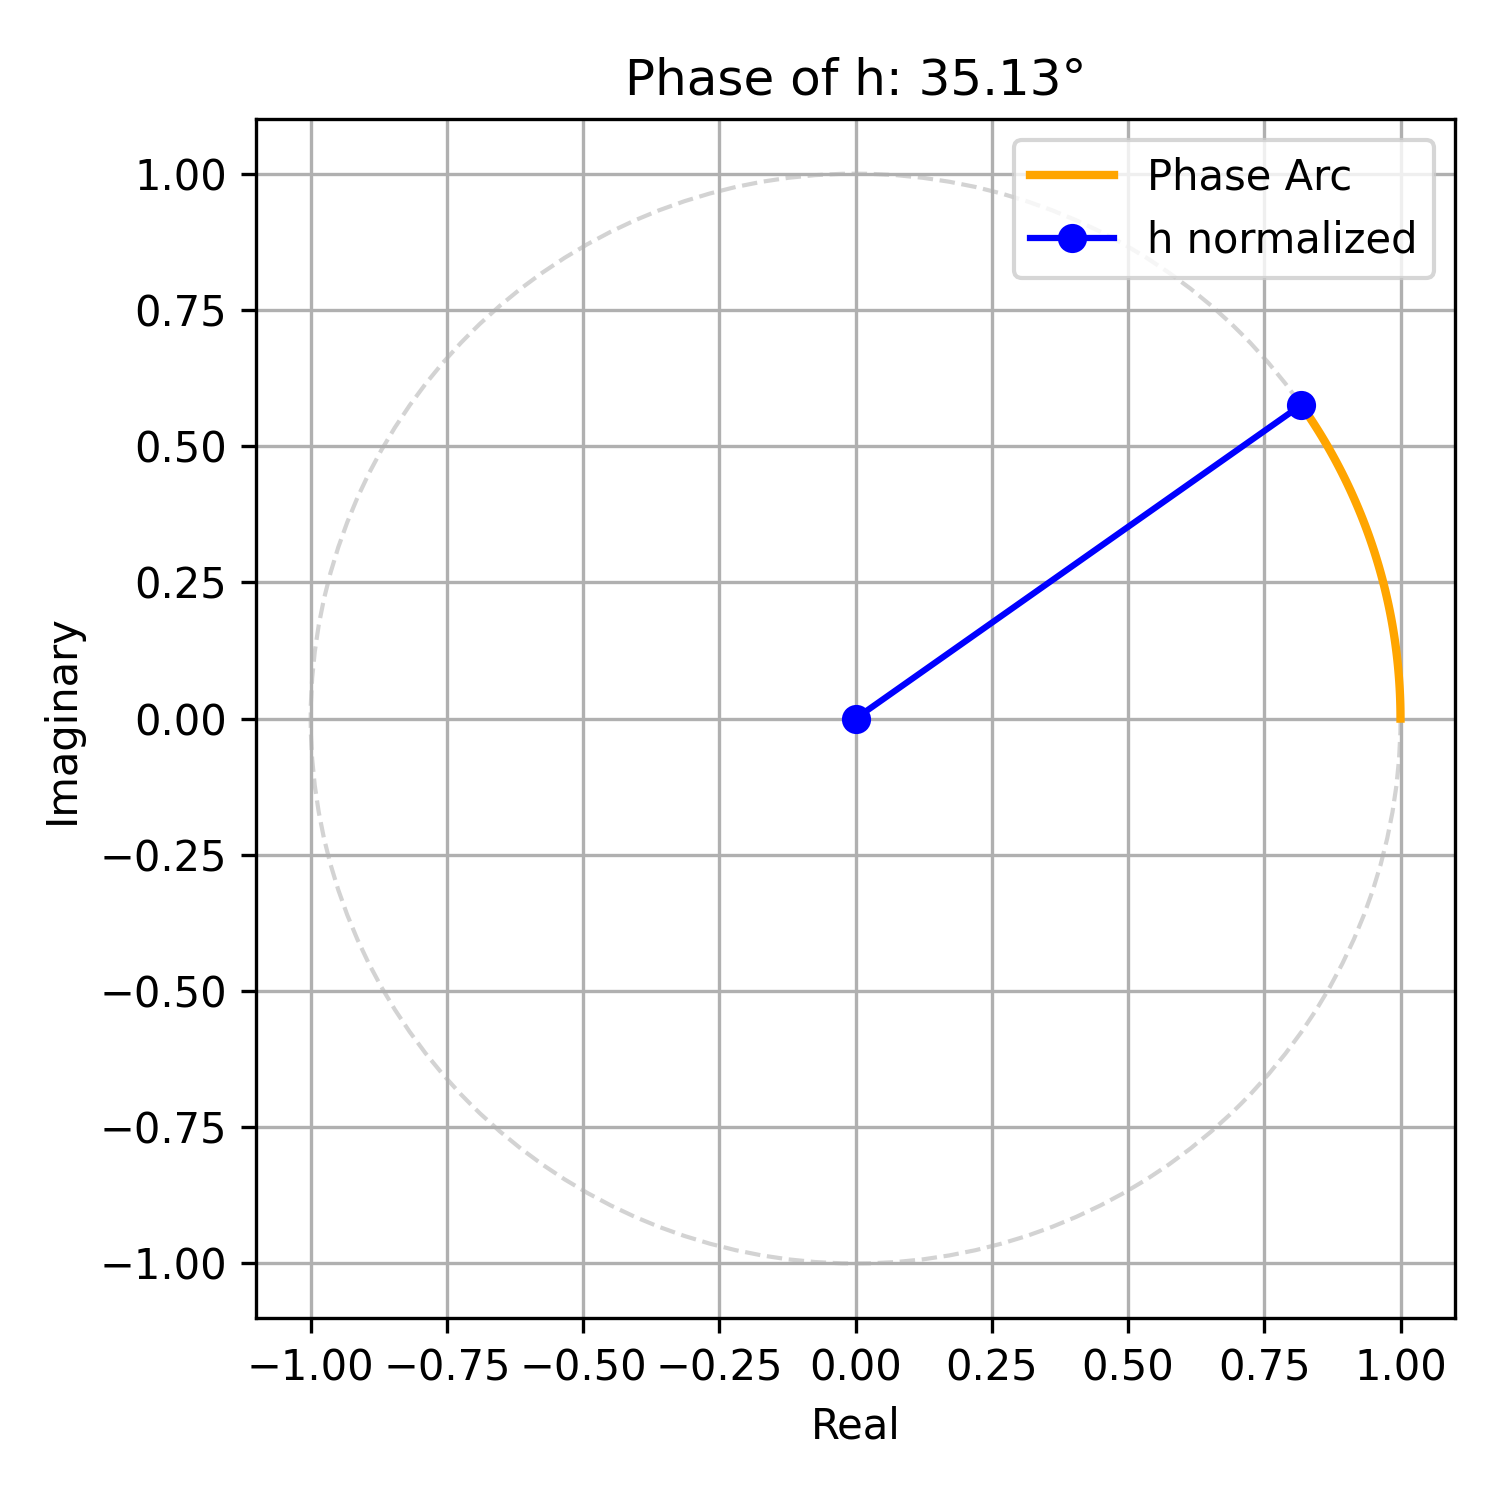 Phase of h: 35.13°
Phase Arc
h normalized
1.00
0.75
0.50
0.25
0.00
−0.25
−0.50
−0.75
−1.00
Imaginary
−1.00 −0.75 −0.50 −0.25 0.00 0.25 0.50 0.75 1.00
Real